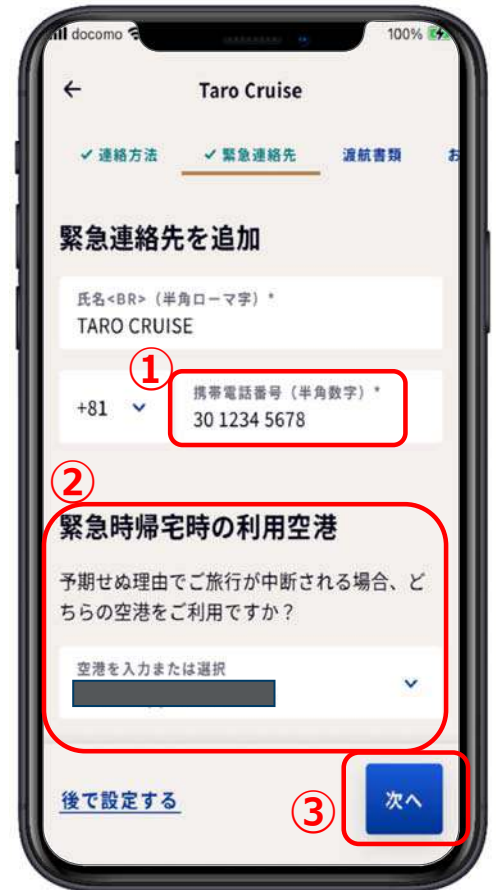 docomo
100%
← Taro Cruise
✓ 連絡方法 ✓ 緊急連絡先 渡航書類 お
緊急連絡先を追加
氏名<BR>（半角ローマ字）*
TARO CRUISE
①
+81
携帯電話番号（半角数字）*
30 1234 5678
②
緊急時帰宅時の利用空港
予期せぬ理由でご旅行が中断される場合、ど
ちらの空港をご利用ですか？
空港を入力または選択
後で設定する
③
次へ